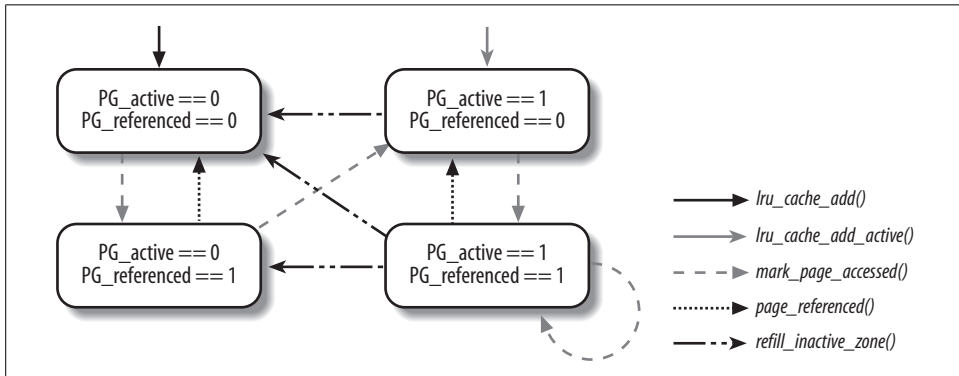 PG_active == 0
PG_referenced == 0
PG_active == 1
PG_referenced == 0
PG_active == 0
PG_referenced == 1
PG_active == 1
PG_referenced == 1
lru_cache_add()
lru_cache_add_active()
mark_page_accessed()
page_referenced()
refill_inactive_zone()